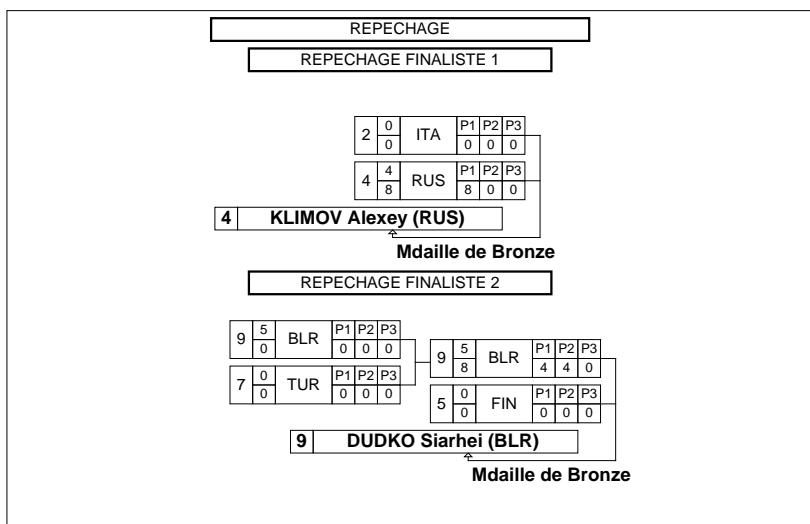 REPECHAGE
REPECHAGE FINALISTE 1
2 0 ITA P1 P2 P3
0 0 0 0
4 4 RUS P1 P2 P3
8 8 0 0
4 KLIMOV Alexey (RUS)
Mdaille de Bronze
REPECHAGE FINALISTE 2
9 5 BLR P1 P2 P3
0 0 0 0
7 0 TUR P1 P2 P3
0 0 0 0
9 5 BLR P1 P2 P3
8 4 4 0
5 0 FIN P1 P2 P3
0 0 0 0
9 DUDKO Siarhei (BLR)
Mdaille de Bronze